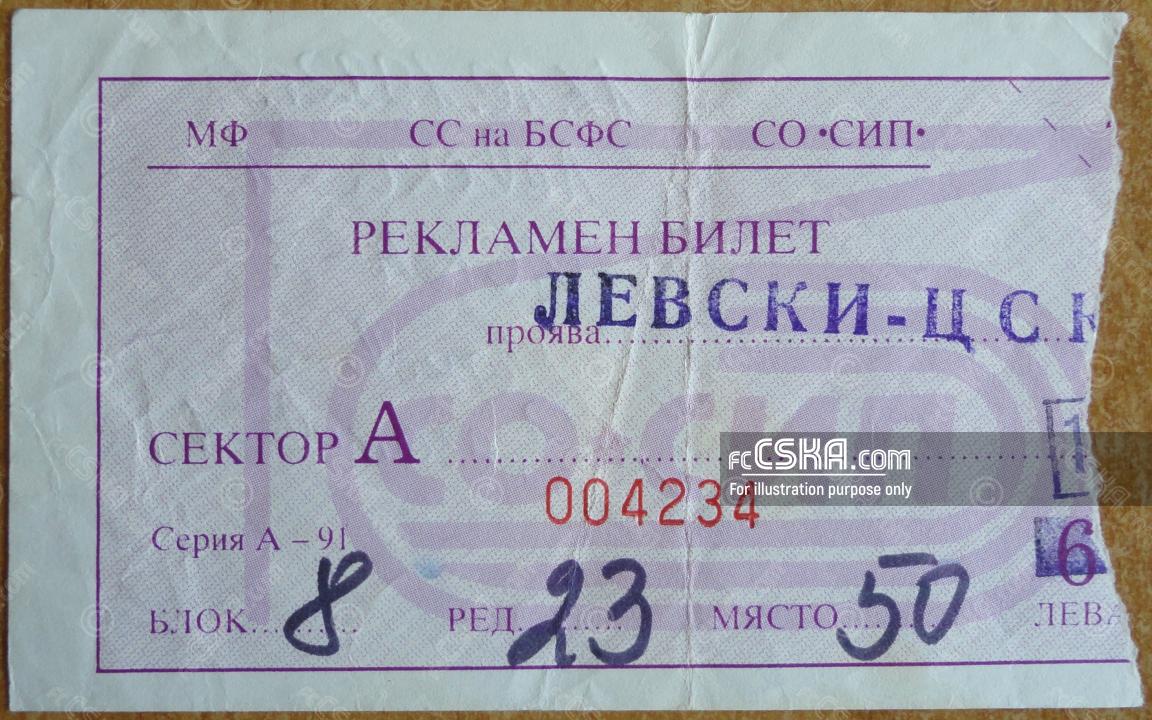 МФ СС на БСФС СО •СИП•
РЕКЛАМЕН БИЛЕТ
проява ЛЕВСКИ-ЦСК
СЕКТОР А
fcCSKA.com
For illustration purpose only
004234
Серия А – 91
1
6
БЛОК 8 РЕД. 23 МЯСТО 50 ЛЕВА